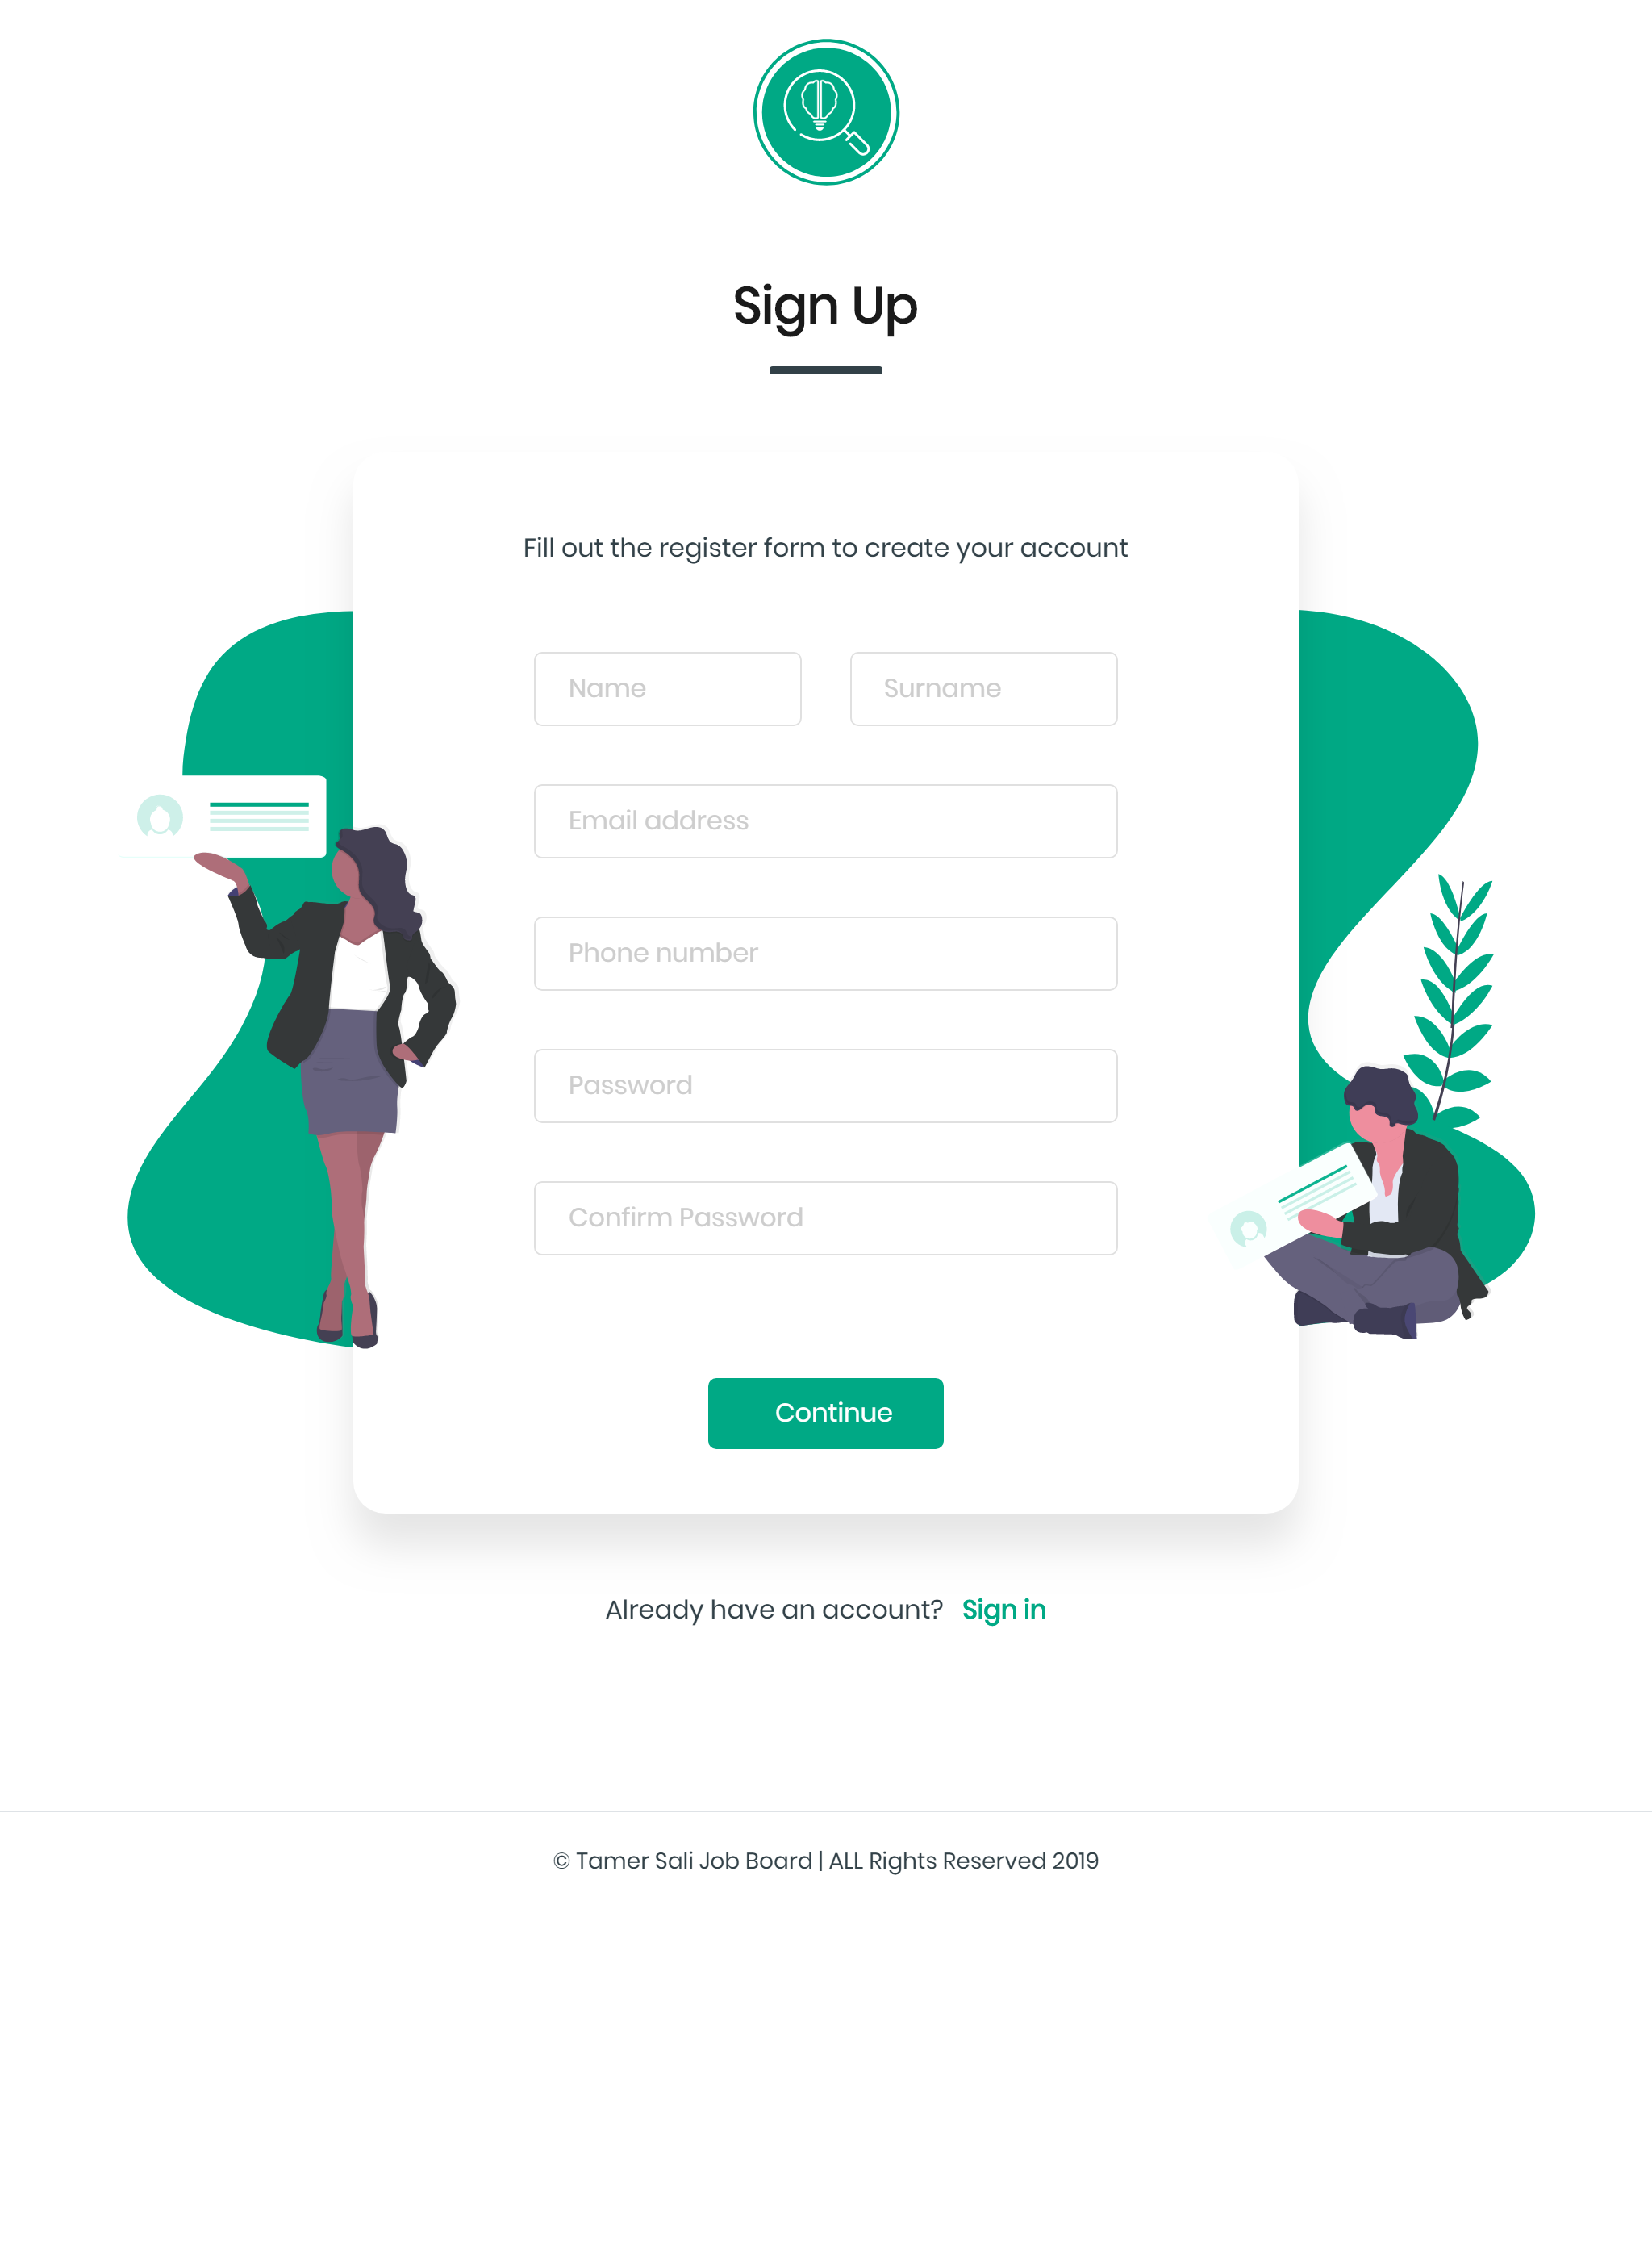 Sign Up
Fill out the register form to create your account
Name
Surname
Email address
Phone number
Password
Confirm Password
Continue
Already have an account? Sign in
© Tamer Sali Job Board | ALL Rights Reserved 2019